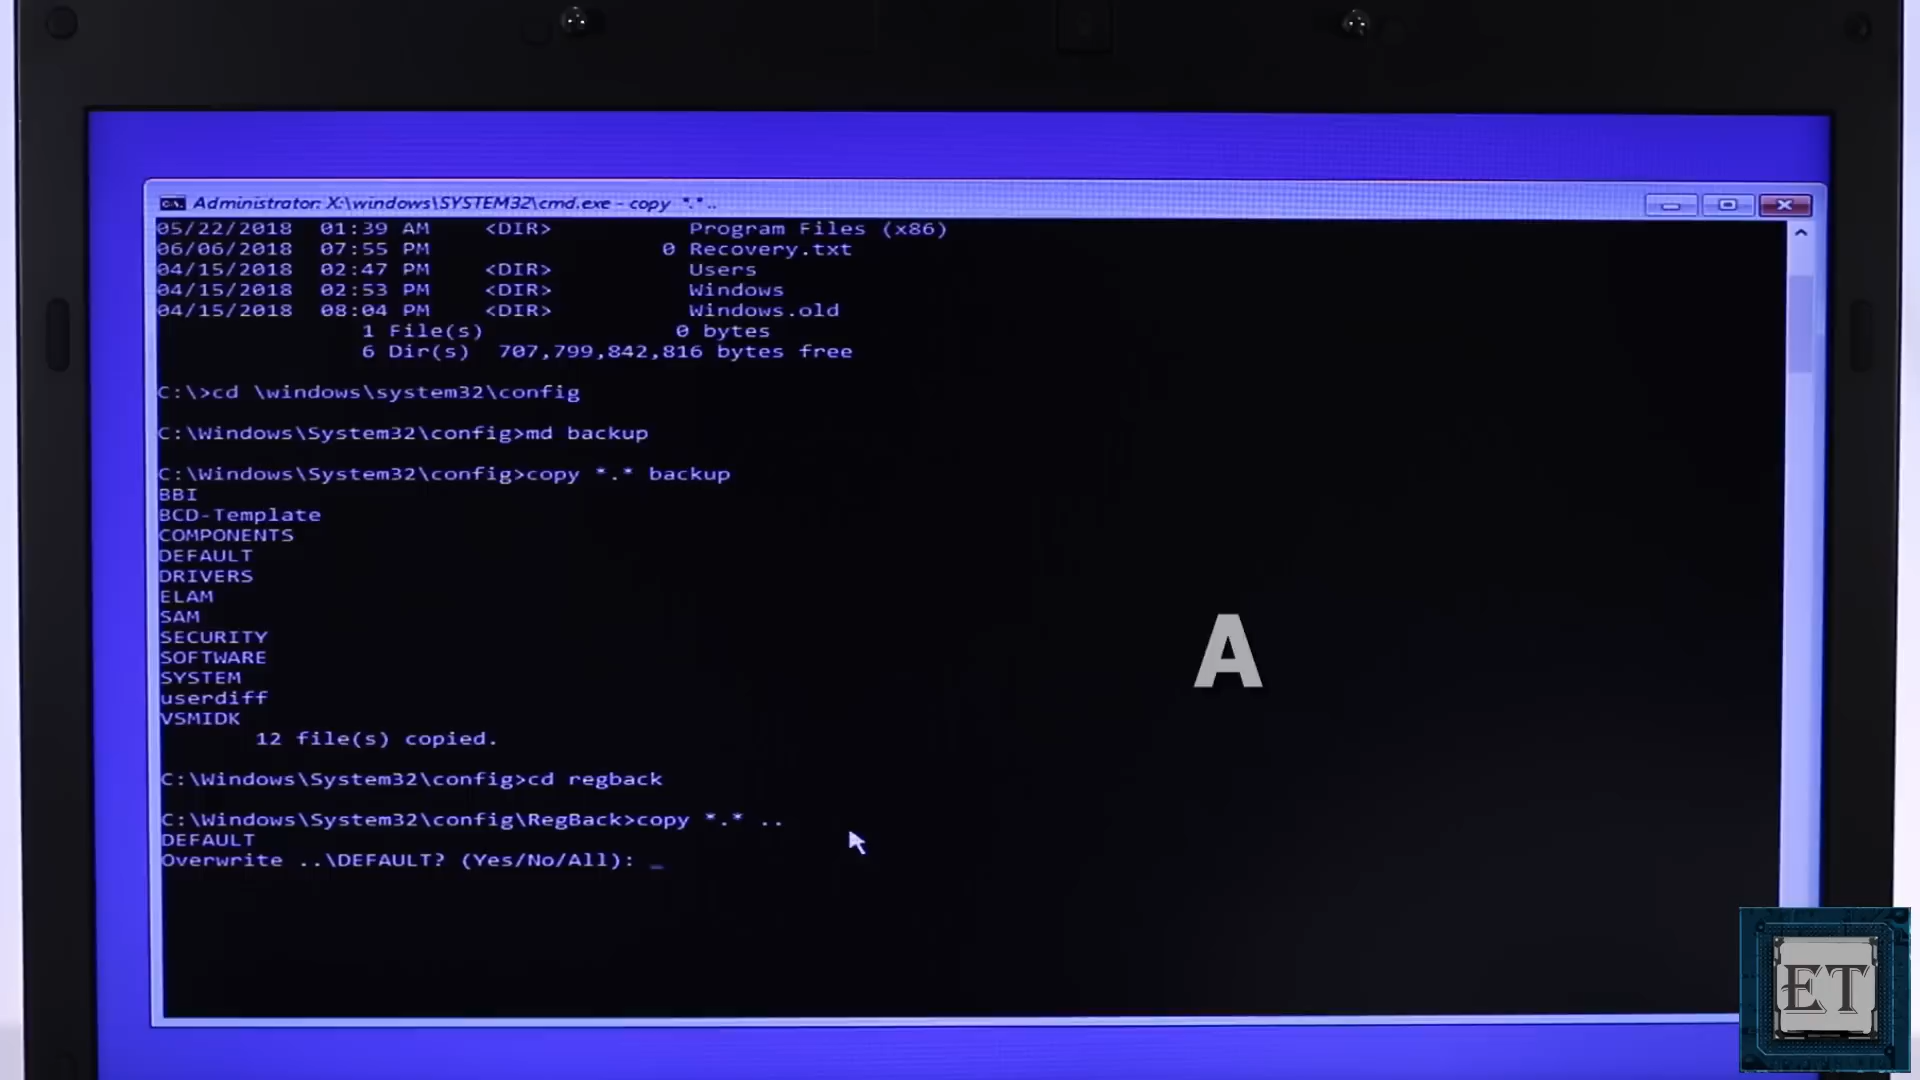 Administrator: X:\windows\SYSTEM32\cmd.exe - copy *.* ..
05/22/2018 01:39 AM <DIR> Program Files (x86)
06/06/2018 07:55 PM 0 Recovery.txt
04/15/2018 02:47 PM <DIR> Users
04/15/2018 02:53 PM <DIR> Windows
04/15/2018 08:04 PM <DIR> Windows.old
1 File(s) 0 bytes
6 Dir(s) 707,799,842,816 bytes free
C:\>cd \windows\system32\config
C:\Windows\System32\config>md backup
C:\Windows\System32\config>copy *.* backup
BBI
BCD-Template
COMPONENTS
DEFAULT
DRIVERS
ELAM
SAM
SECURITY
SOFTWARE
SYSTEM
userdiff
VSMIDK
12 file(s) copied.
C:\Windows\System32\config>cd regback
C:\Windows\System32\config\RegBack>copy *.* ..
DEFAULT
Overwrite ..\DEFAULT? (Yes/No/All): _
A
ET